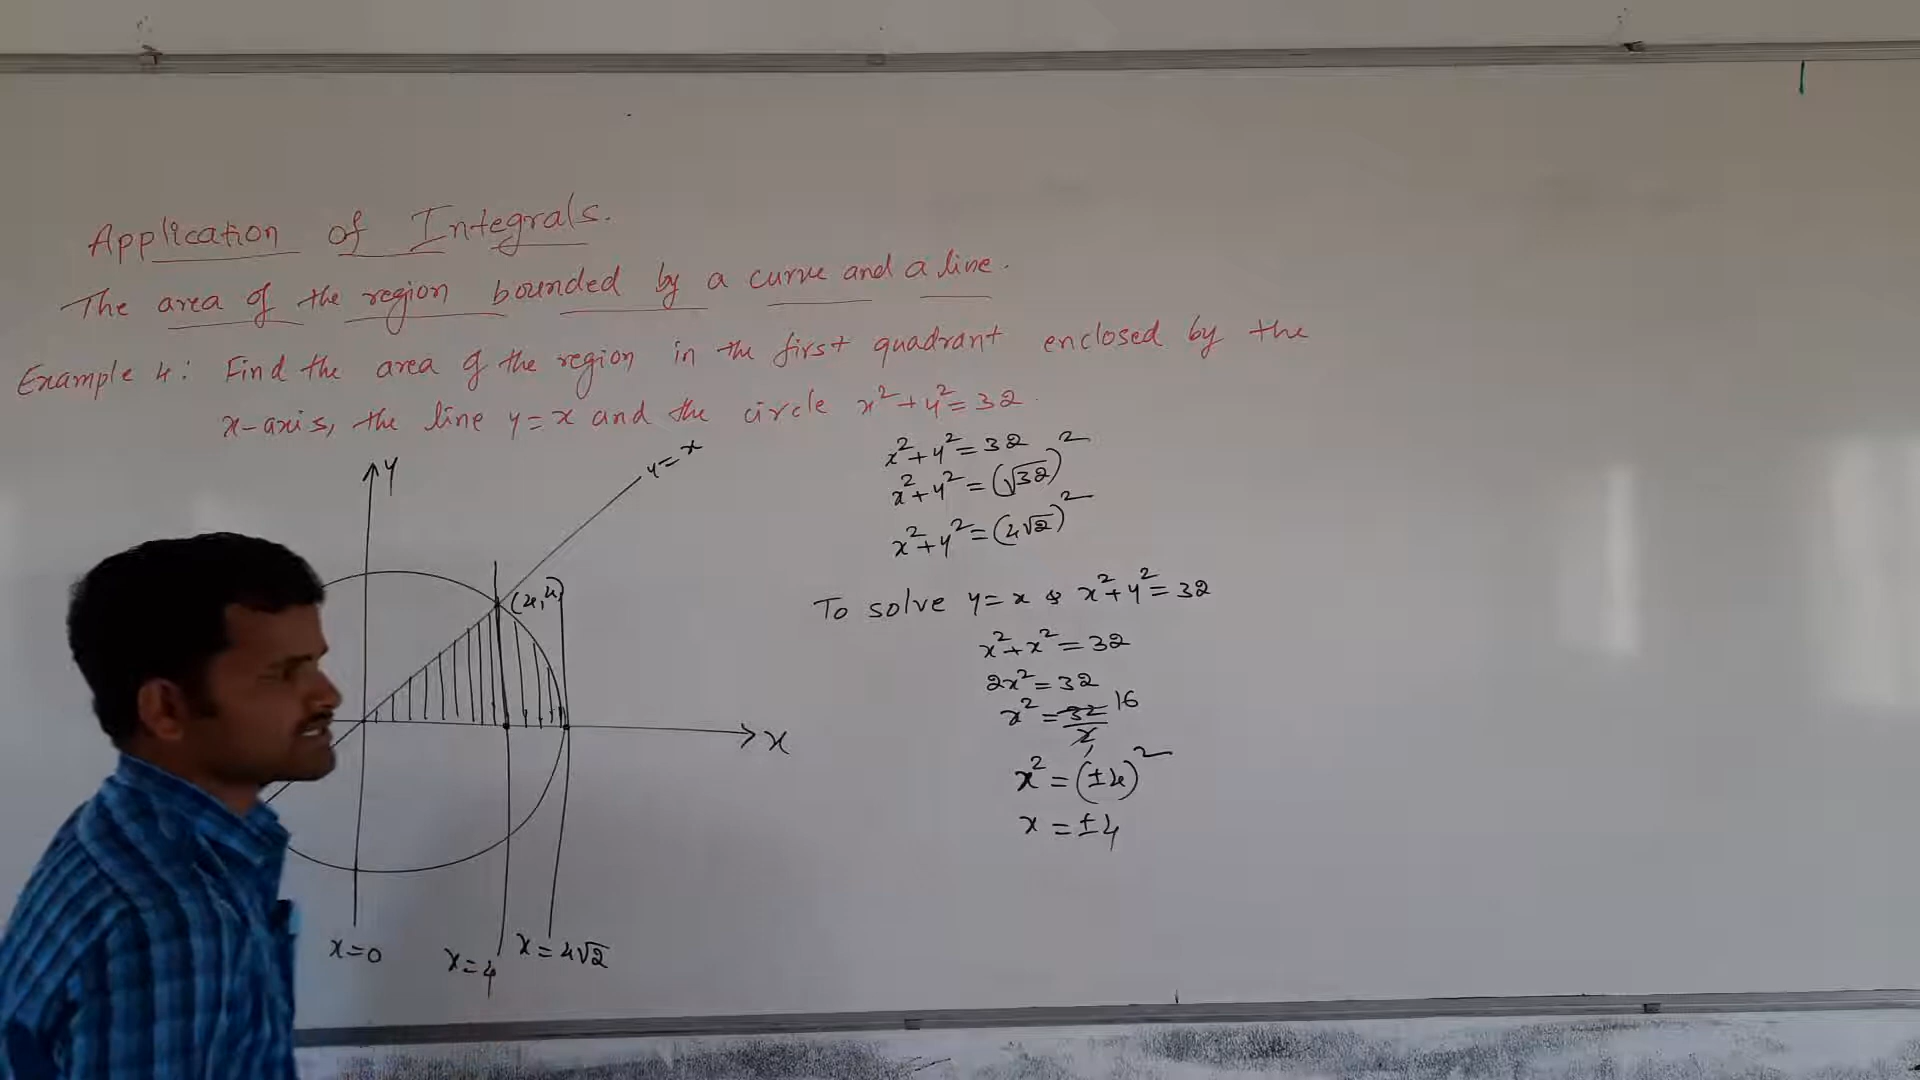 Application of Integrals.
The area of the region bounded by a curve and a line.
Example 4: Find the area of the region in the first quadrant enclosed by the
x-axis, the line y=x and the circle x²+y²=32.
Y
y=x
(4,4)
X
x=0
x=4
x=4√2
x²+y²=32
x²+y²=(√32)²
x²+y²=(4√2)²
To solve y=x & x²+y²=32
x²+x²=32
2x²=32
x²=32/2 16
x²=(±4)²
x=±4